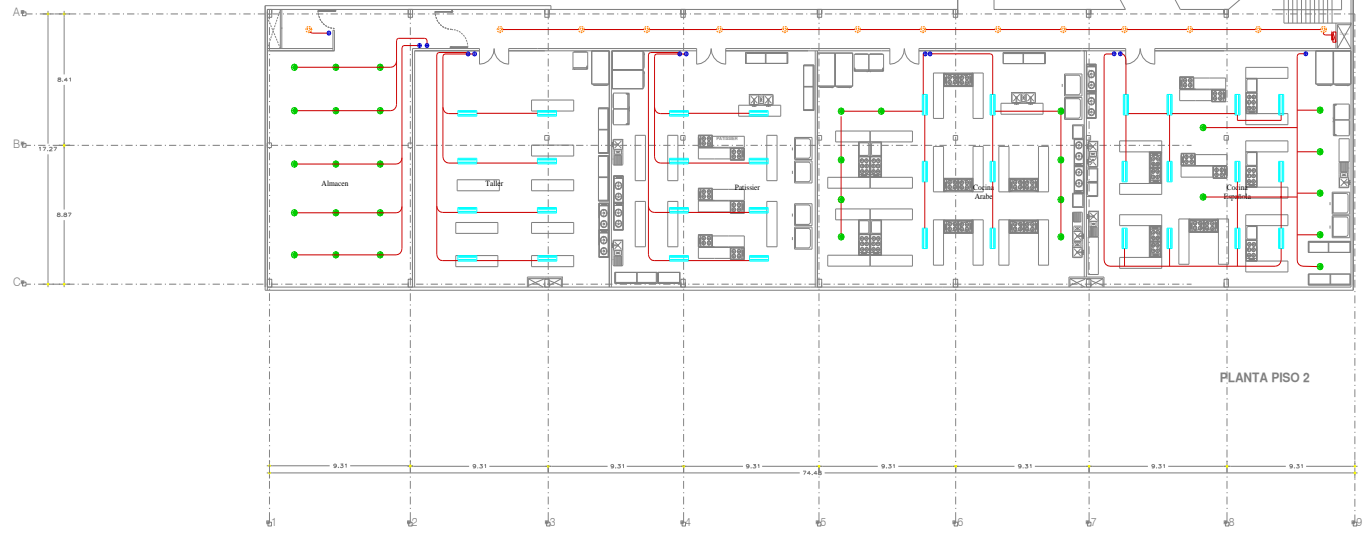 A
8.41
B
17.27
PATISSIER
Almacen
Taller
Patissier
Cocina
Arabe
Cocina
Española
8.87
C
PLANTA PISO 2
9.31
9.31
9.31
9.31
9.31
9.31
9.31
9.31
74.48
1
2
3
4
5
6
7
8
9